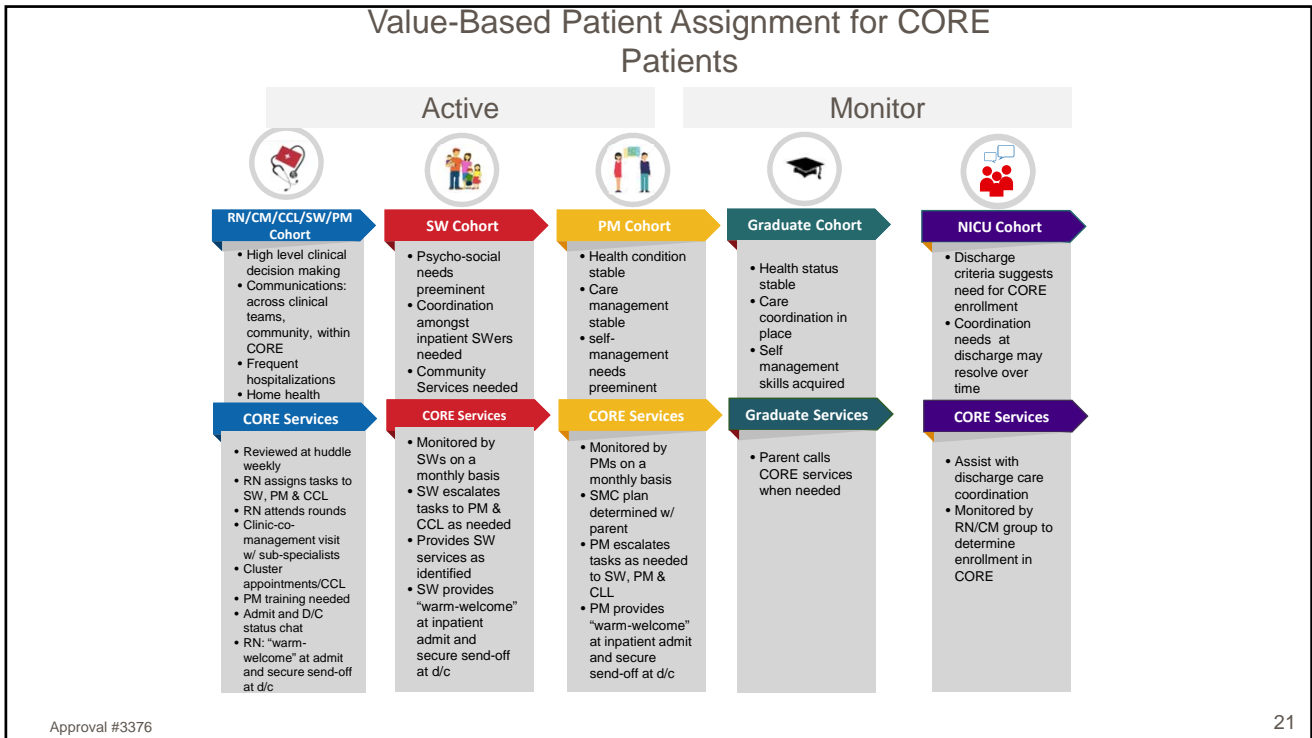 Value-Based Patient Assignment for CORE
Patients
Active
Monitor
RN/CM/CCL/SW/PM
Cohort
• High level clinical
decision making
• Communications:
across clinical
teams,
community, within
CORE
• Frequent
hospitalizations
• Home health
SW Cohort
• Psycho-social
needs
preeminent
• Coordination
amongst
inpatient SWers
needed
• Community
Services needed
PM Cohort
• Health condition
stable
• Care
management
stable
• self-
management
needs
preeminent
Graduate Cohort
• Health status
stable
• Care
coordination in
place
• Self
management
skills acquired
NICU Cohort
• Discharge
criteria suggests
need for CORE
enrollment
• Coordination
needs at
discharge may
resolve over
time
CORE Services
• Reviewed at huddle
weekly
• RN assigns tasks to
SW, PM & CCL
• RN attends rounds
• Clinic-co-
management visit
w/ sub-specialists
• Cluster
appointments/CCL
• PM training needed
• Admit and D/C
status chat
• RN: “warm-
welcome” at admit
and secure send-off
at d/c
CORE Services
• Monitored by
SWs on a
monthly basis
• SW escalates
tasks to PM &
CCL as needed
• Provides SW
services as
identified
• SW provides
“warm-welcome”
at inpatient
admit and
secure send-off
at d/c
CORE Services
• Monitored by
PMs on a
monthly basis
• SMC plan
determined w/
parent
• PM escalates
tasks as needed
to SW, PM &
CLL
• PM provides
“warm-welcome”
at inpatient admit
and secure
send-off at d/c
Graduate Services
• Parent calls
CORE services
when needed
CORE Services
• Assist with
discharge care
coordination
• Monitored by
RN/CM group to
determine
enrollment in
CORE
Approval #3376
21